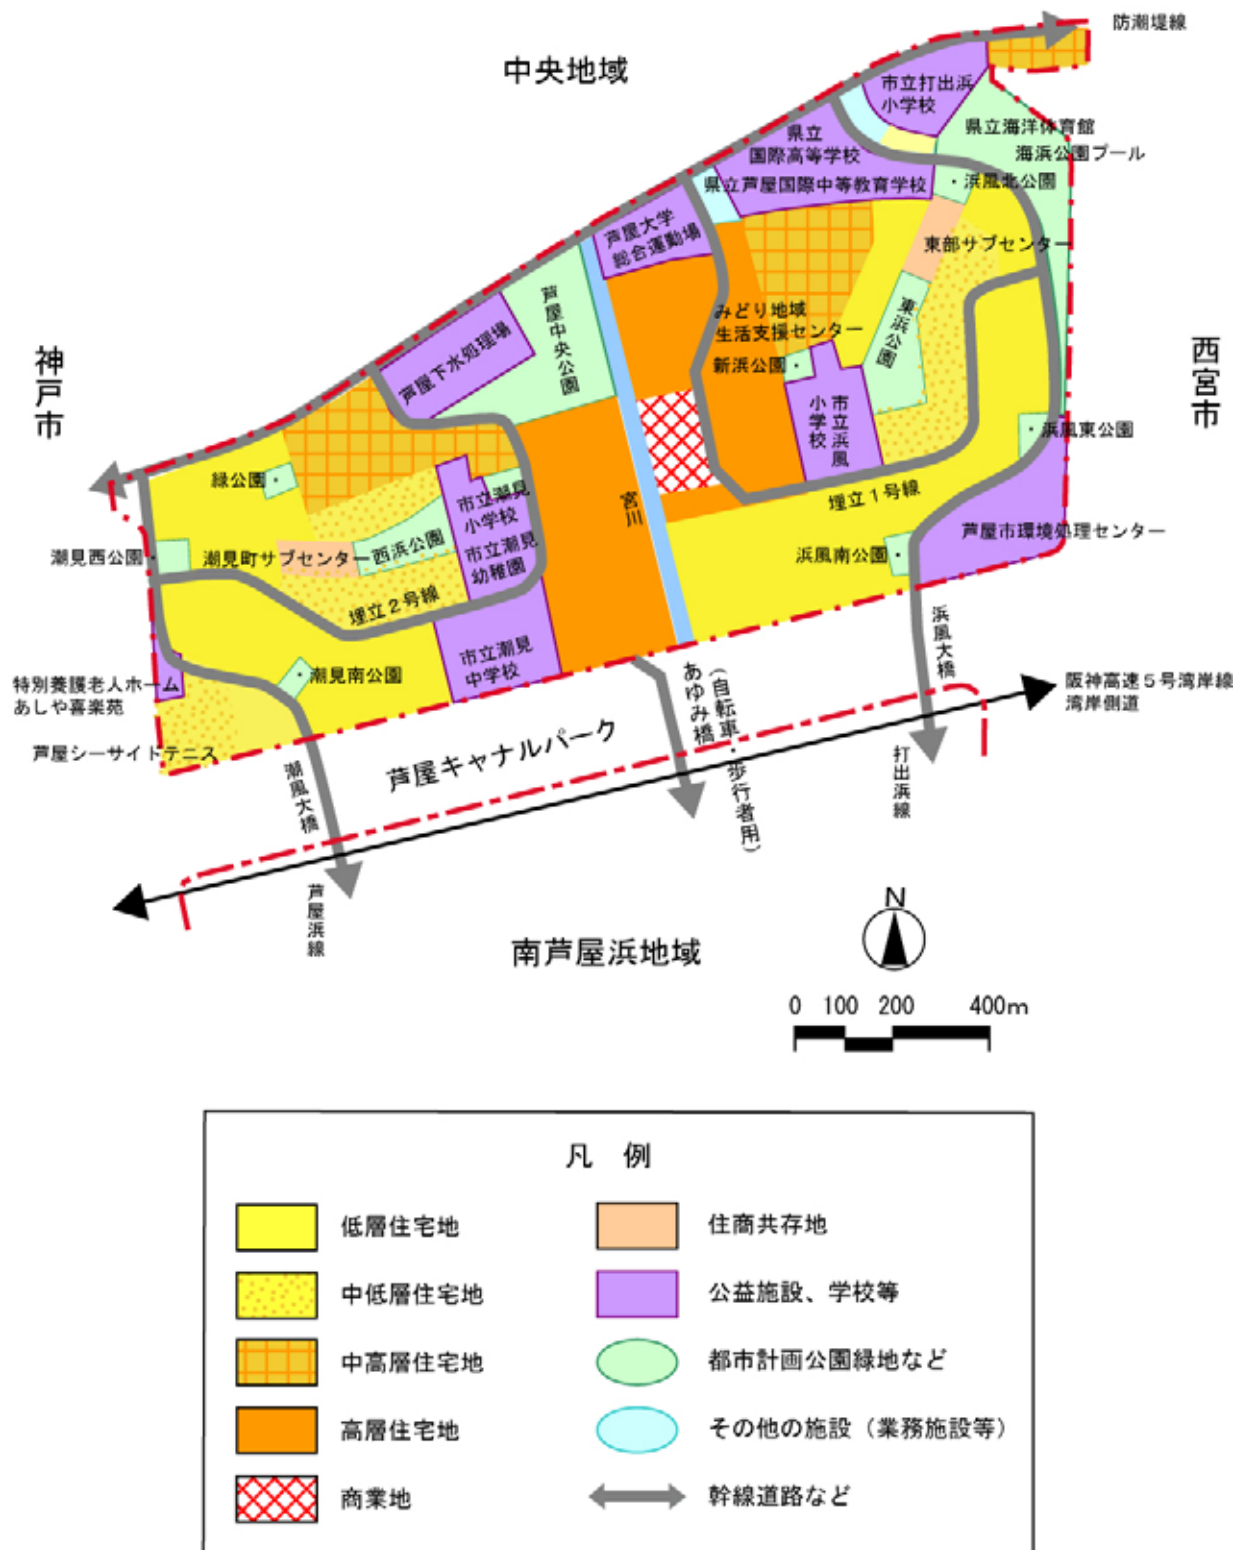 防潮堤線
中央地域
市立打出浜
小学校
県立海洋体育館
海浜公園プール
県立
国際高等学校
県立芦屋国際中等教育学校
浜風北公園
芦屋大学
総合運動場
東部サブセンター
芦屋中央公園
みどり地域
生活支援センター
東浜公園
神戸市
芦屋下水処理場
新浜公園
西宮市
市立浜風
小学校
浜風東公園
緑公園
市立潮見
小学校
宮川
埋立1号線
芦屋市環境処理センター
潮見西公園
潮見町サブセンター
西浜公園
市立潮見
幼稚園
浜風南公園
埋立2号線
浜風大橋
市立潮見
中学校
特別養護老人ホーム
あしや喜楽苑
潮見南公園
あゆみ橋
(自転車・歩行者用)
阪神高速5号湾岸線
湾岸側道
芦屋シーサイドテニス
芦屋キャナルパーク
潮風大橋
打出浜線
芦屋浜線
南芦屋浜地域
N
0 100 200 400m
凡 例
低層住宅地
住商共存地
中低層住宅地
公益施設、学校等
中高層住宅地
都市計画公園緑地など
高層住宅地
その他の施設(業務施設等)
商業地
幹線道路など